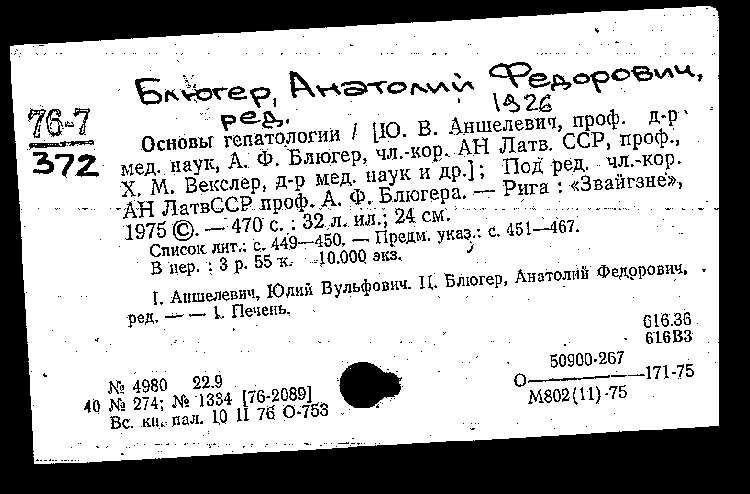 Блюгер, Анатолий Федорович,
ред. 1926
76-7
372
Основы гепатологии / [Ю. В. Аншелевич, проф. д-р
мед. наук, А. Ф. Блюгер, чл.-кор. АН Латв. ССР, проф.,
Х. М. Векслер, д-р мед. наук и др.]; Под ред. чл.-кор.
АН ЛатвССР проф. А. Ф. Блюгера. — Рига : «Звайгзне»,
1975 ©. — 470 с. : 32 л. ил.; 24 см.
Список лит.: с. 449—450. — Предм. указ.: с. 451—467.
В пер. : 3 р. 55 к. 10.000 экз.
I. Аншелевич, Юлий Вульфович. II. Блюгер, Анатолий Федорович,
ред. — — 1. Печень.
616.36
616В3
50900-267
О 171-75
М802(11)-75
№ 4980 22.9
40 № 274; № 1334 [76-2089]
Вс. кн. пал. 10 II 76 О-753